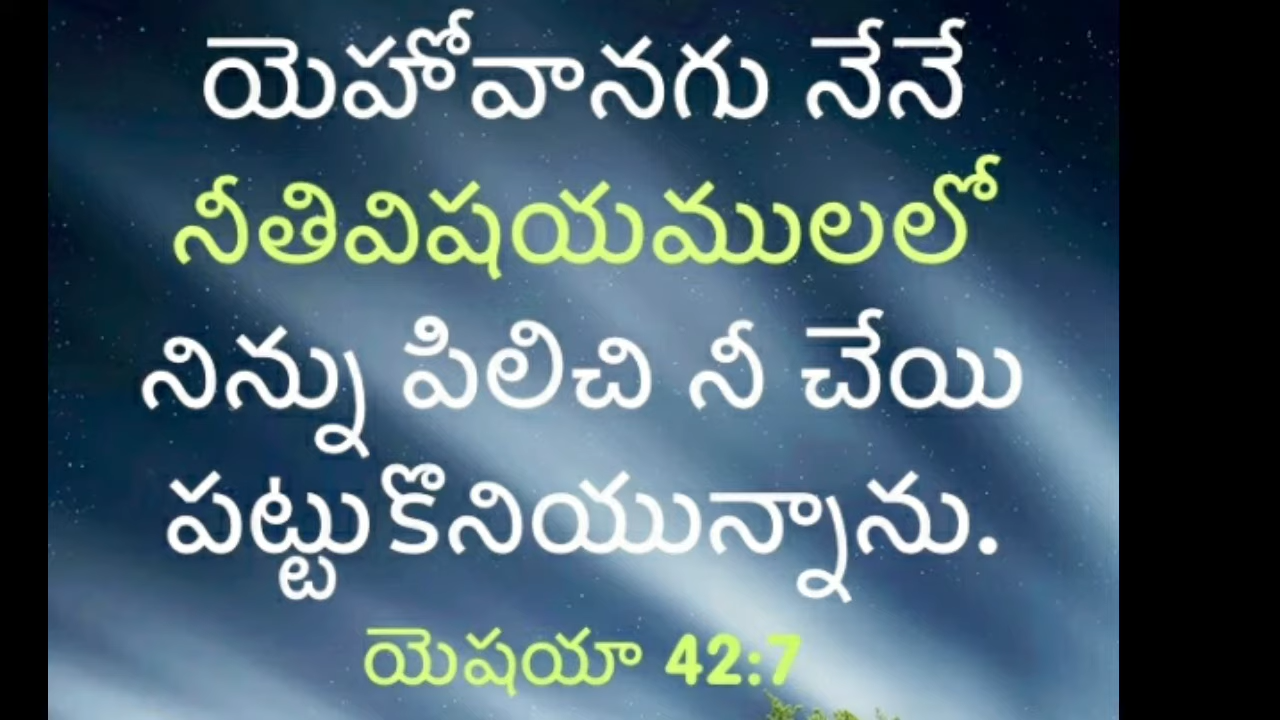 యెహోవానగు నేనే
నీతివిషయములలో
నిన్ను పిలిచి నీ చేయి
పట్టుకొనియున్నాను.
యెషయా 42:7